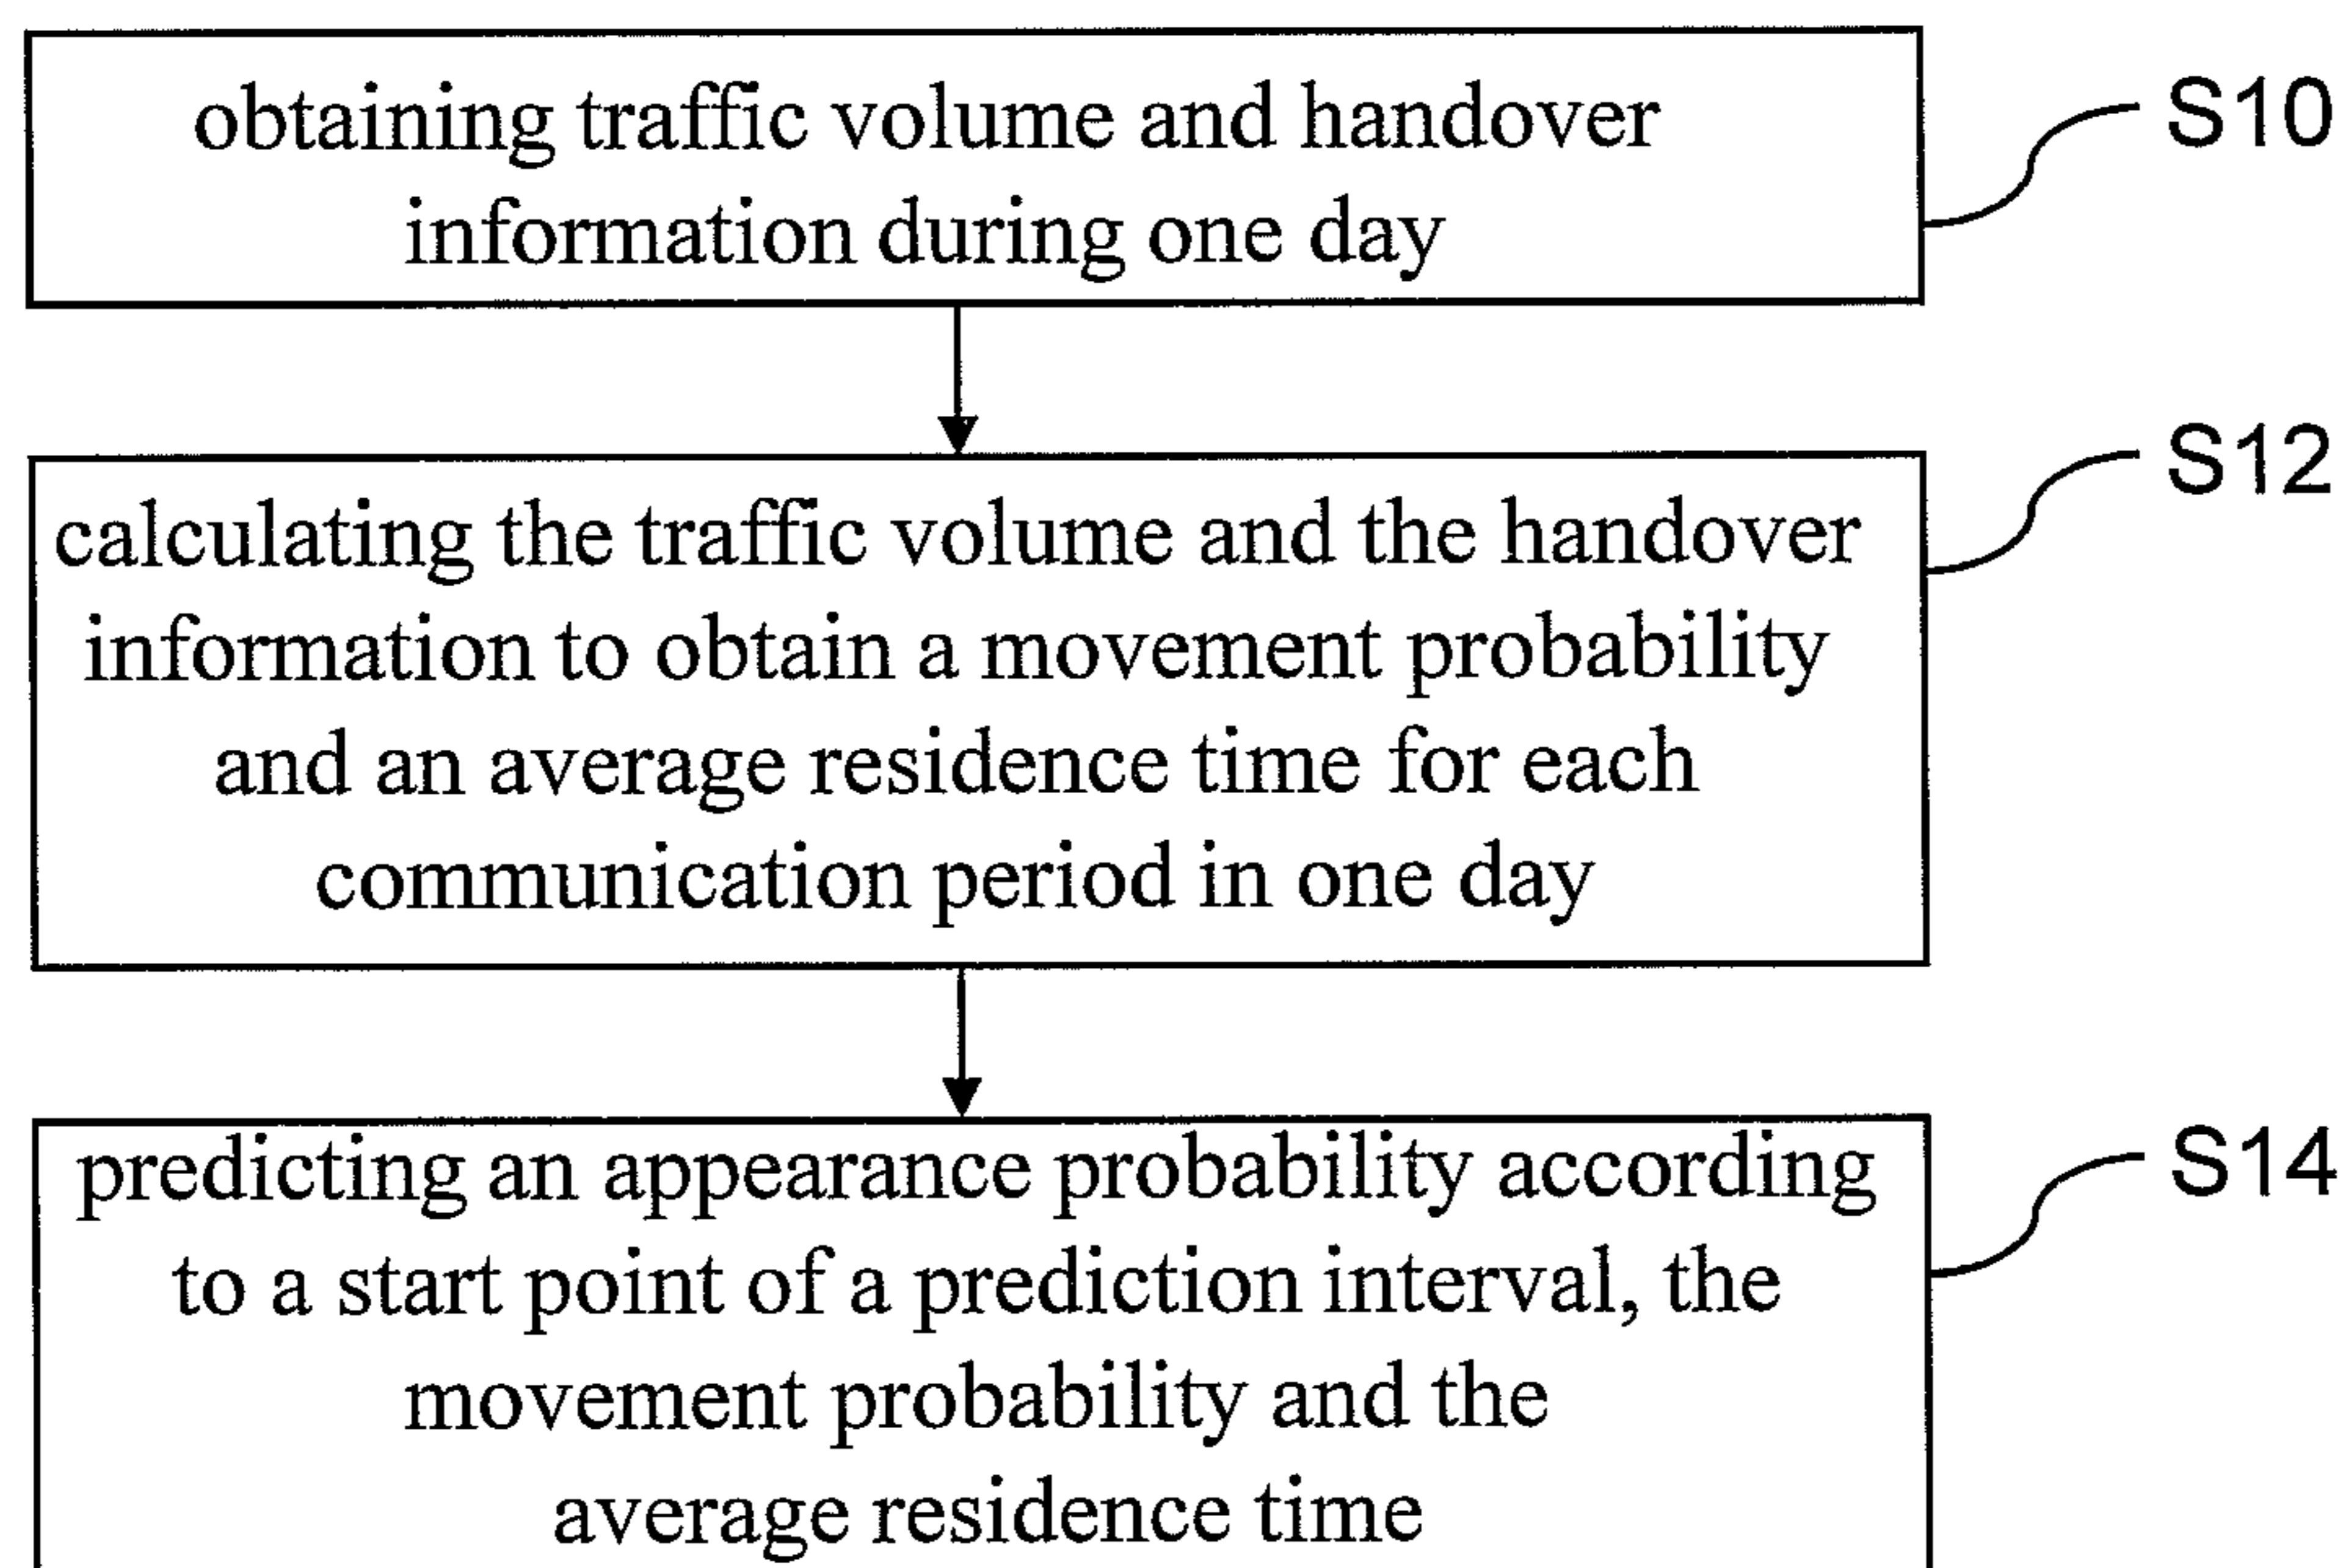 obtaining traffic volume and handover
information during one day
S10
calculating the traffic volume and the handover
information to obtain a movement probability
and an average residence time for each
communication period in one day
S12
predicting an appearance probability according
to a start point of a prediction interval, the
movement probability and the
average residence time
S14